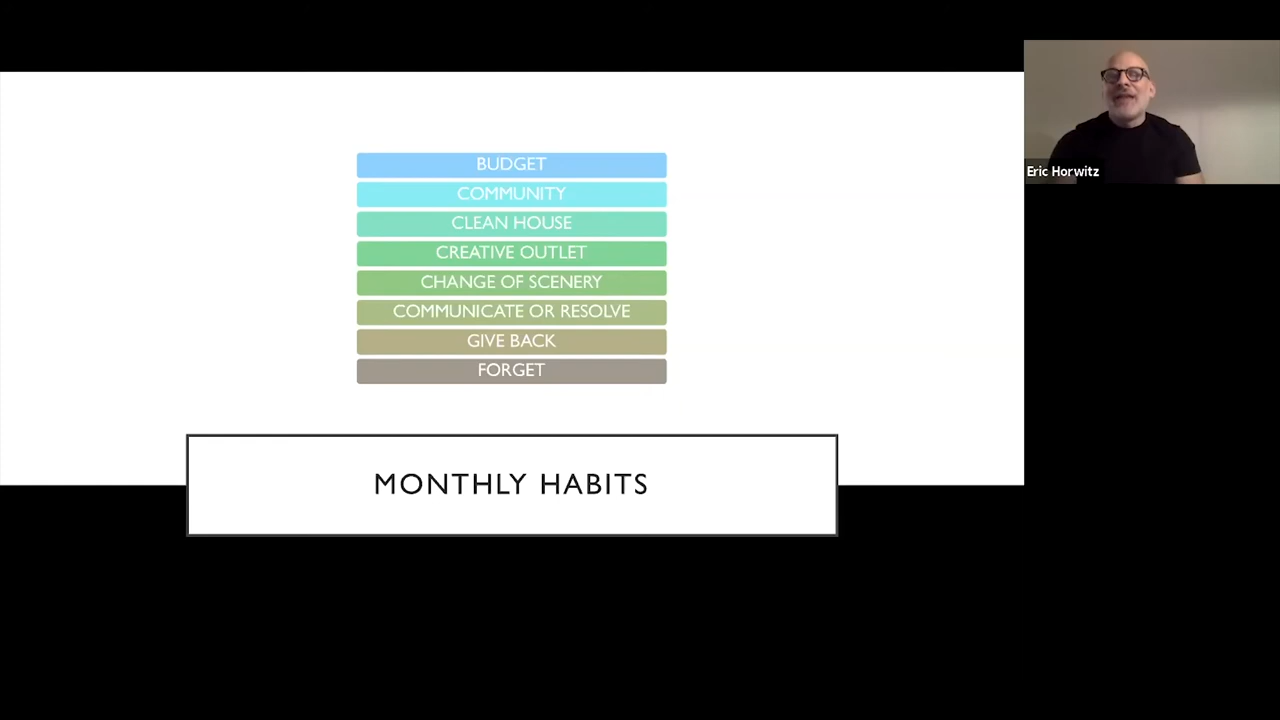 BUDGET
COMMUNITY
CLEAN HOUSE
CREATIVE OUTLET
CHANGE OF SCENERY
COMMUNICATE OR RESOLVE
GIVE BACK
FORGET
MONTHLY HABITS
Eric Horwitz